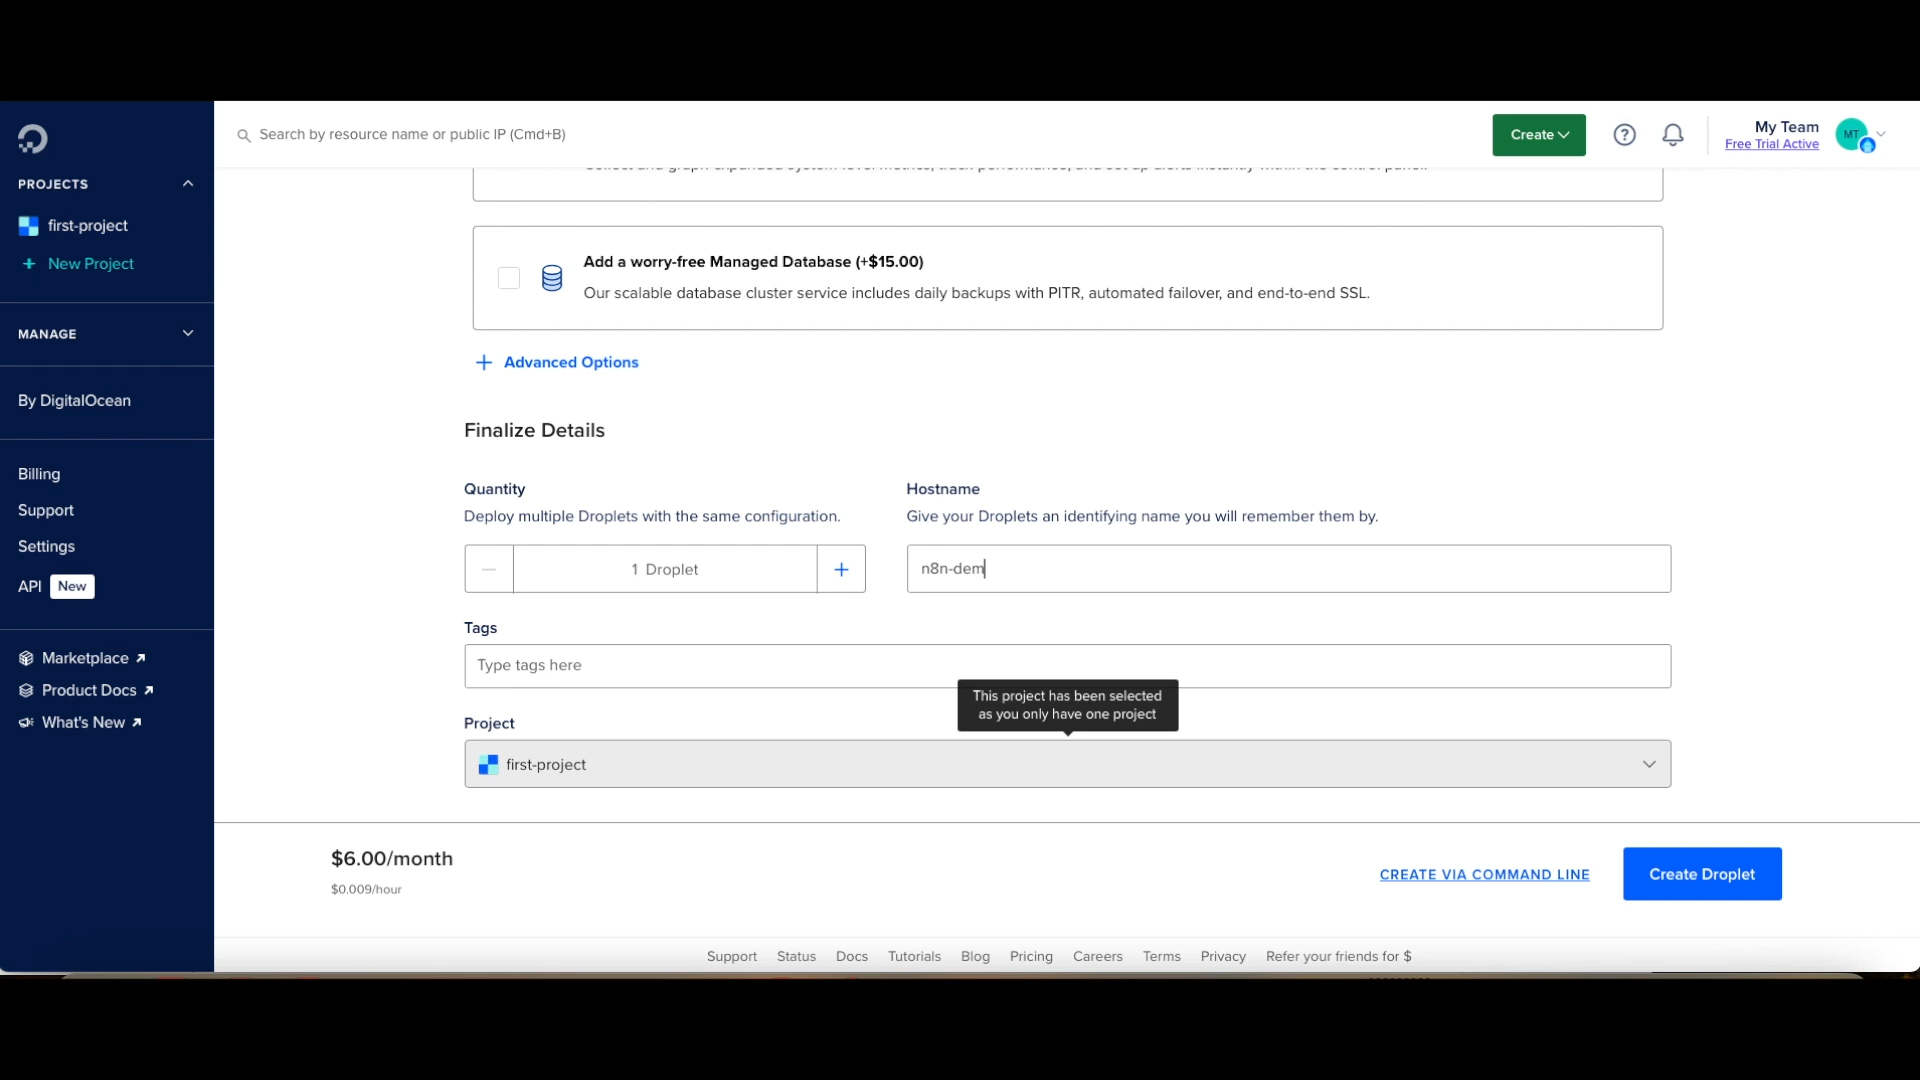 Search by resource name or public IP (Cmd+B)
Create
My Team
Free Trial Active
MT
PROJECTS
first-project
+ New Project
MANAGE
By DigitalOcean
Billing
Support
Settings
API New
Marketplace
Product Docs
What's New
Add a worry-free Managed Database (+$15.00)
Our scalable database cluster service includes daily backups with PITR, automated failover, and end-to-end SSL.
+ Advanced Options
Finalize Details
Quantity
Deploy multiple Droplets with the same configuration.
1 Droplet
Hostname
Give your Droplets an identifying name you will remember them by.
n8n-dem
Tags
Type tags here
This project has been selected
as you only have one project
Project
first-project
$6.00/month
$0.009/hour
CREATE VIA COMMAND LINE
Create Droplet
Support Status Docs Tutorials Blog Pricing Careers Terms Privacy Refer your friends for $